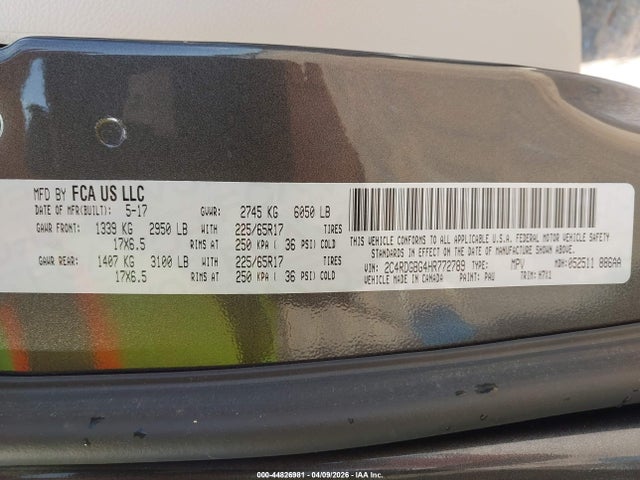 MFD BY FCA US LLC
DATE OF MFR(BUILT): 5-17 GVWR: 2745 KG 6050 LB
GAWR FRONT: 1339 KG 2950 LB WITH 225/65R17 TIRES
17X6.5 RIMS AT 250 KPA ( 36 PSI) COLD
GAWR REAR: 1407 KG 3100 LB WITH 225/65R17 TIRES
17X6.5 RIMS AT 250 KPA ( 36 PSI) COLD
THIS VEHICLE CONFORMS TO ALL APPLICABLE U.S.A. FEDERAL MOTOR VEHICLE SAFETY
STANDARDS IN EFFECT ON THE DATE OF MANUFACTURE SHOWN ABOVE.
VIN: 2C4RDGBG4HR772789 TYPE: MPV MDH: 052511 886AA
VEHICLE MADE IN CANADA PAINT: PAU TRIM: H7X1
000-44826981 - 04/09/2026 - IAA Inc.